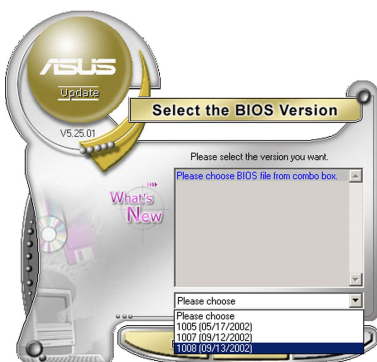 ASUS
Update
V5.25.01
Select the BIOS Version
Please select the version you want.
Please choose BIOS file from combo box.
What's
New
Please choose
Please choose
1005 (05/17/2002)
1007 (09/12/2002)
1008 (09/13/2002)